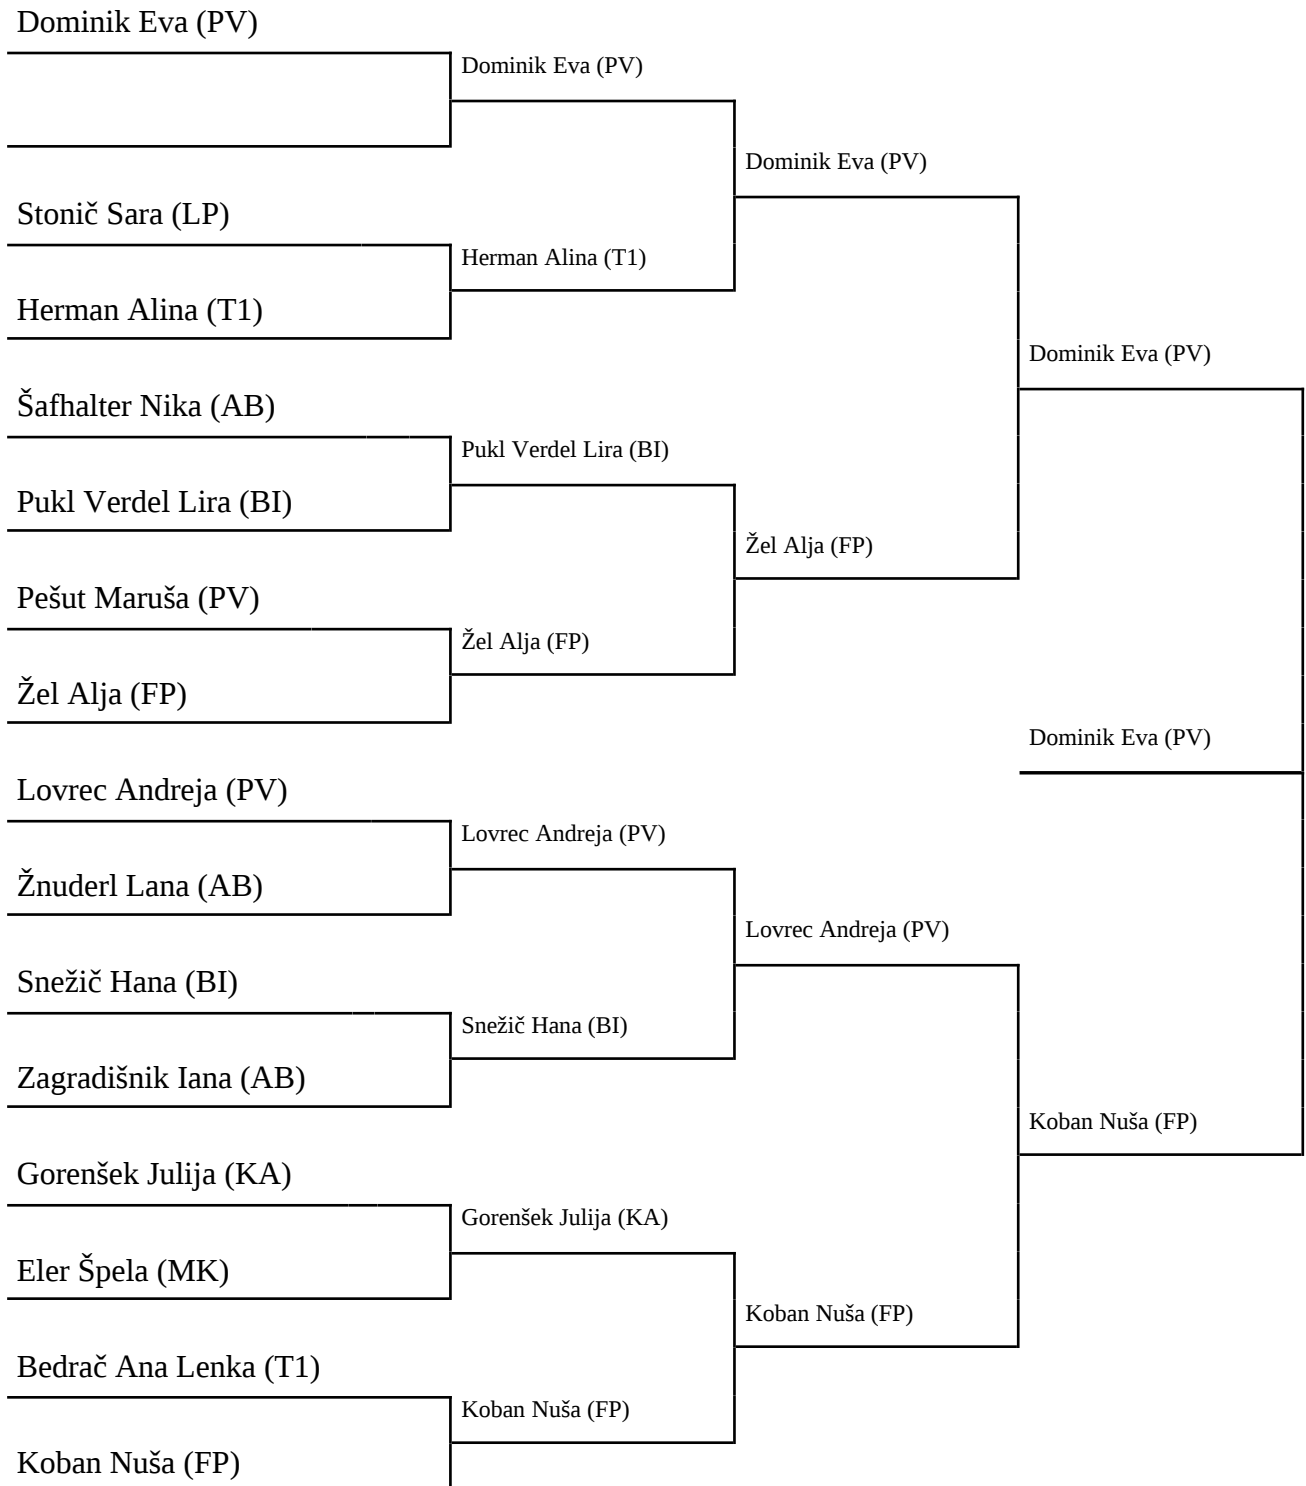 Dominik Eva (PV)
Dominik Eva (PV)
Dominik Eva (PV)
Stonič Sara (LP)
Herman Alina (T1)
Herman Alina (T1)
Dominik Eva (PV)
Šafhalter Nika (AB)
Pukl Verdel Lira (BI)
Pukl Verdel Lira (BI)
Žel Alja (FP)
Pešut Maruša (PV)
Žel Alja (FP)
Žel Alja (FP)
Dominik Eva (PV)
Lovrec Andreja (PV)
Lovrec Andreja (PV)
Žnuderl Lana (AB)
Lovrec Andreja (PV)
Snežič Hana (BI)
Snežič Hana (BI)
Zagradišnik Iana (AB)
Koban Nuša (FP)
Gorenšek Julija (KA)
Gorenšek Julija (KA)
Eler Špela (MK)
Koban Nuša (FP)
Bedrač Ana Lenka (T1)
Koban Nuša (FP)
Koban Nuša (FP)